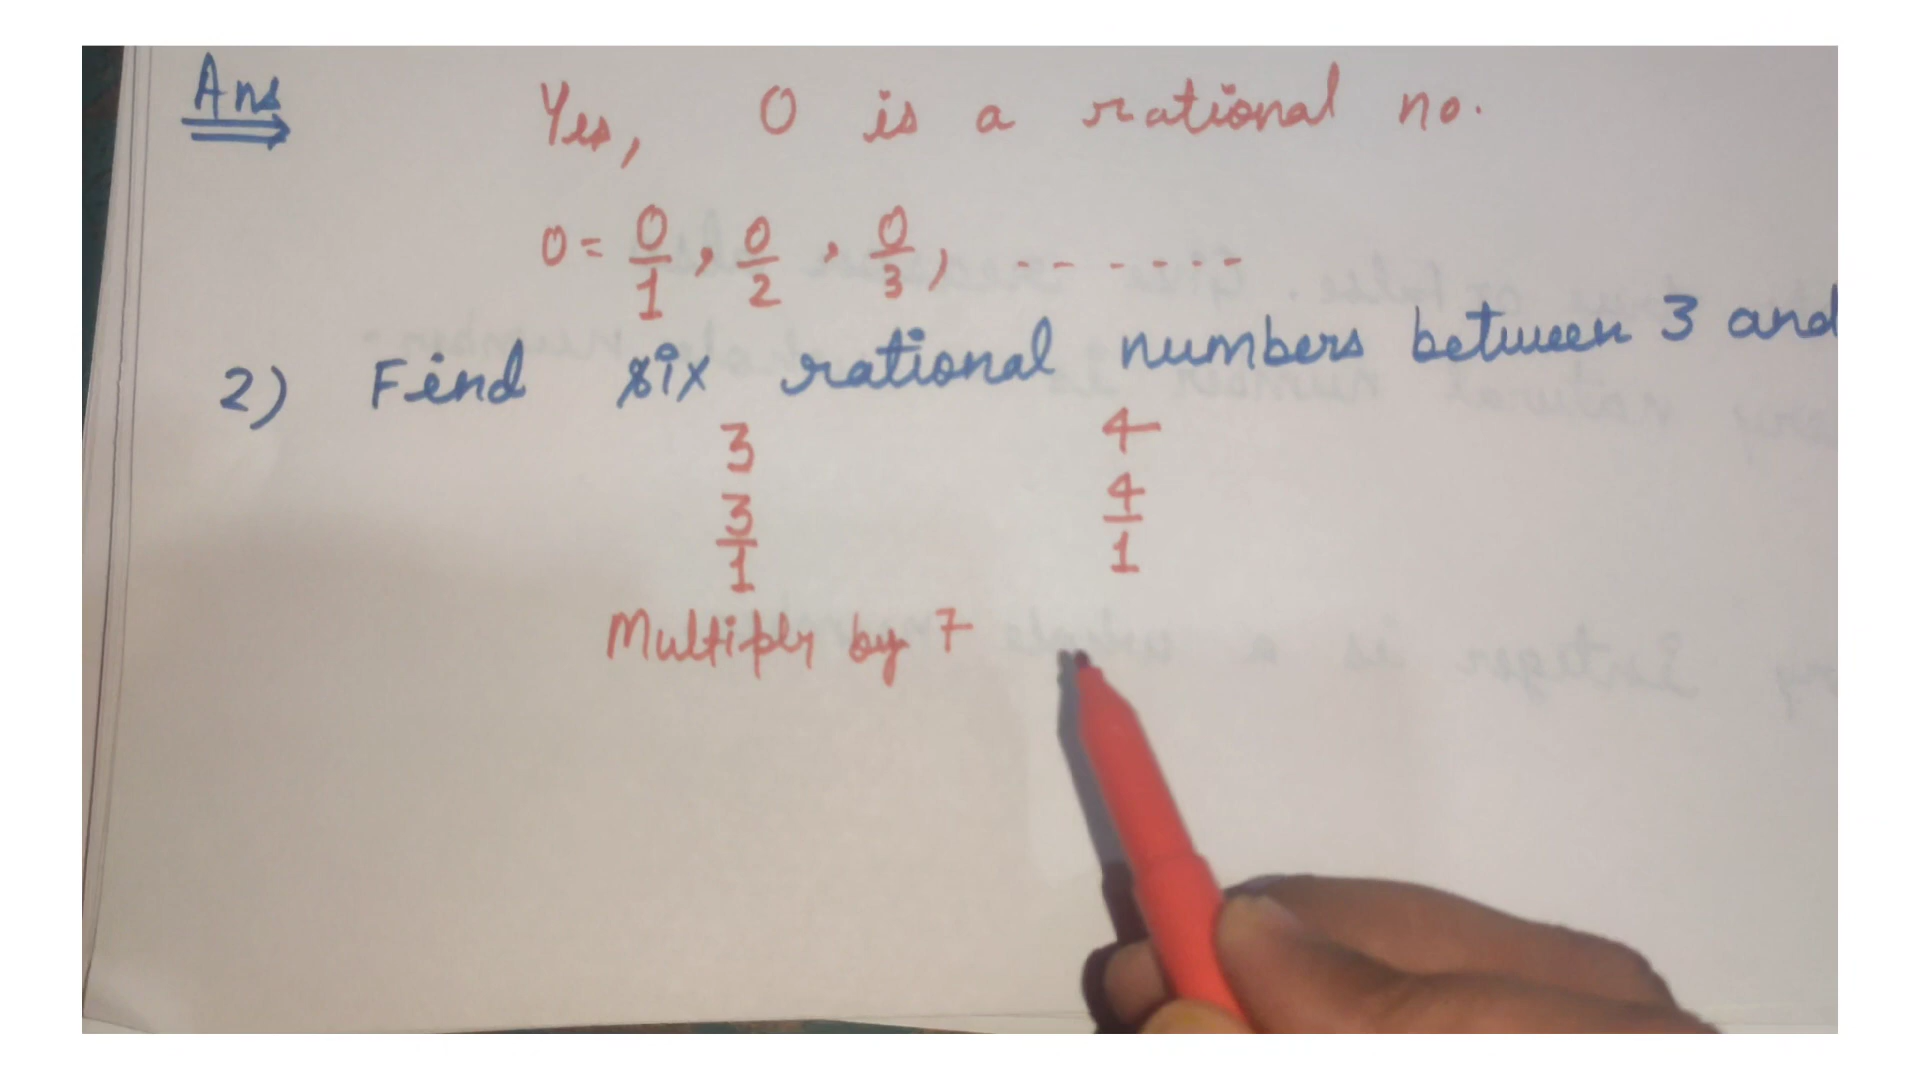 Ans Yes, 0 is a rational no.
0 = 0/1, 0/2, 0/3, -------
2) Find six rational numbers between 3 and
3 4
3/1 4/1
Multiply by 7